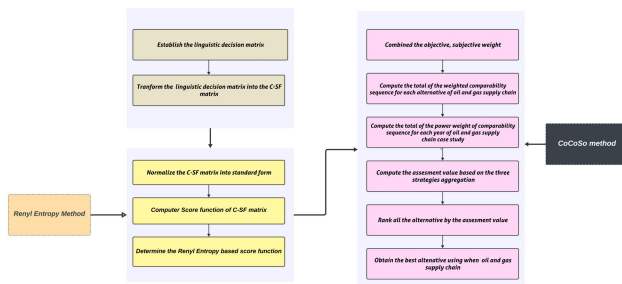 Establish the linguistic decision matrix
Tranform the linguistic decision matrix into the C-SF
matrix
Normalize the C-SF matrix into standard form
Computer Score function of C-SF matrix
Determine the Renyl Entropy based score function
Renyl Entropy Method
Combined the objective, subjective weight
Compute the total of the weighted comparability
sequence for each alternative of oil and gas supply chain
Compute the total of the power weight of comparability
sequence for each year of oil and gas supply
chain case study
Compute the assesment value based on the three
strategies aggregation
Rank all the alternative by the assesment value
Obtain the best altenative using when oil and gas
supply chain
CoCoSo method